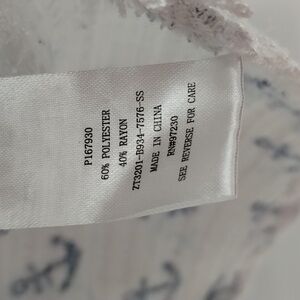 P167930
60% POLYESTER
40% RAYON
ZT3201-B934-7576-SS
MADE IN CHINA
RN#97230
SEE REVERSE FOR CARE